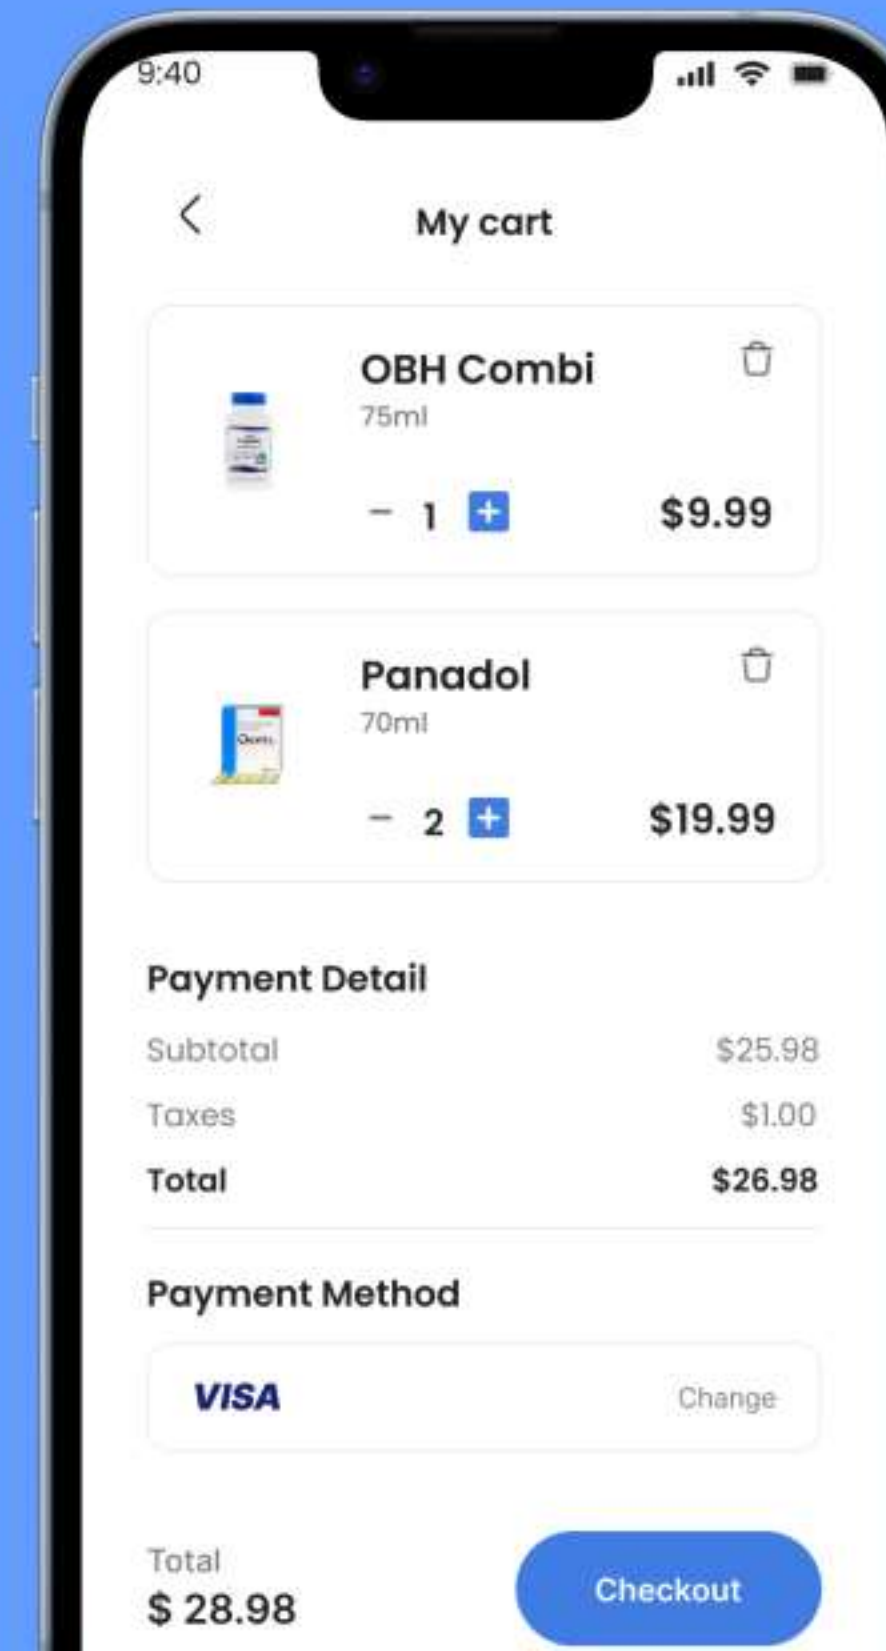 9:40
My cart
OBH Combi
75ml
− 1 + $9.99
Panadol
70ml
− 2 + $19.99
Payment Detail
Subtotal $25.98
Taxes $1.00
Total $26.98
Payment Method
VISA Change
Total
$ 28.98 Checkout